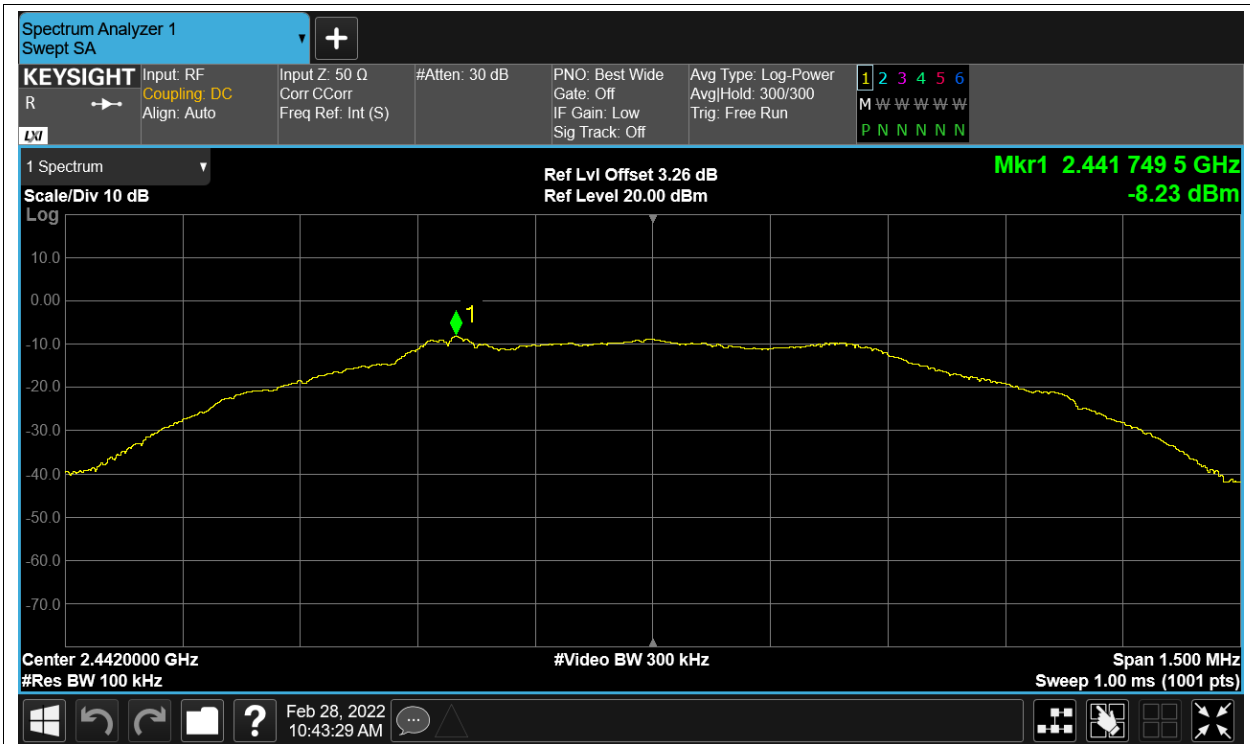 Spectrum Analyzer 1
Swept SA
KEYSIGHT
R
LXI
Input: RF
Coupling: DC
Align: Auto
Input Z: 50 Ω
Corr CCorr
Freq Ref: Int (S)
#Atten: 30 dB
PNO: Best Wide
Gate: Off
IF Gain: Low
Sig Track: Off
Avg Type: Log-Power
Avg|Hold: 300/300
Trig: Free Run
1 2 3 4 5 6
M W W W W W
P N N N N N
1 Spectrum
Scale/Div 10 dB
Log
Ref Lvl Offset 3.26 dB
Ref Level 20.00 dBm
Mkr1 2.441 749 5 GHz
-8.23 dBm
10.0
0.00
1
-10.0
-20.0
-30.0
-40.0
-50.0
-60.0
-70.0
Center 2.4420000 GHz
#Video BW 300 kHz
Span 1.500 MHz
#Res BW 100 kHz
Sweep 1.00 ms (1001 pts)
?
Feb 28, 2022
10:43:29 AM